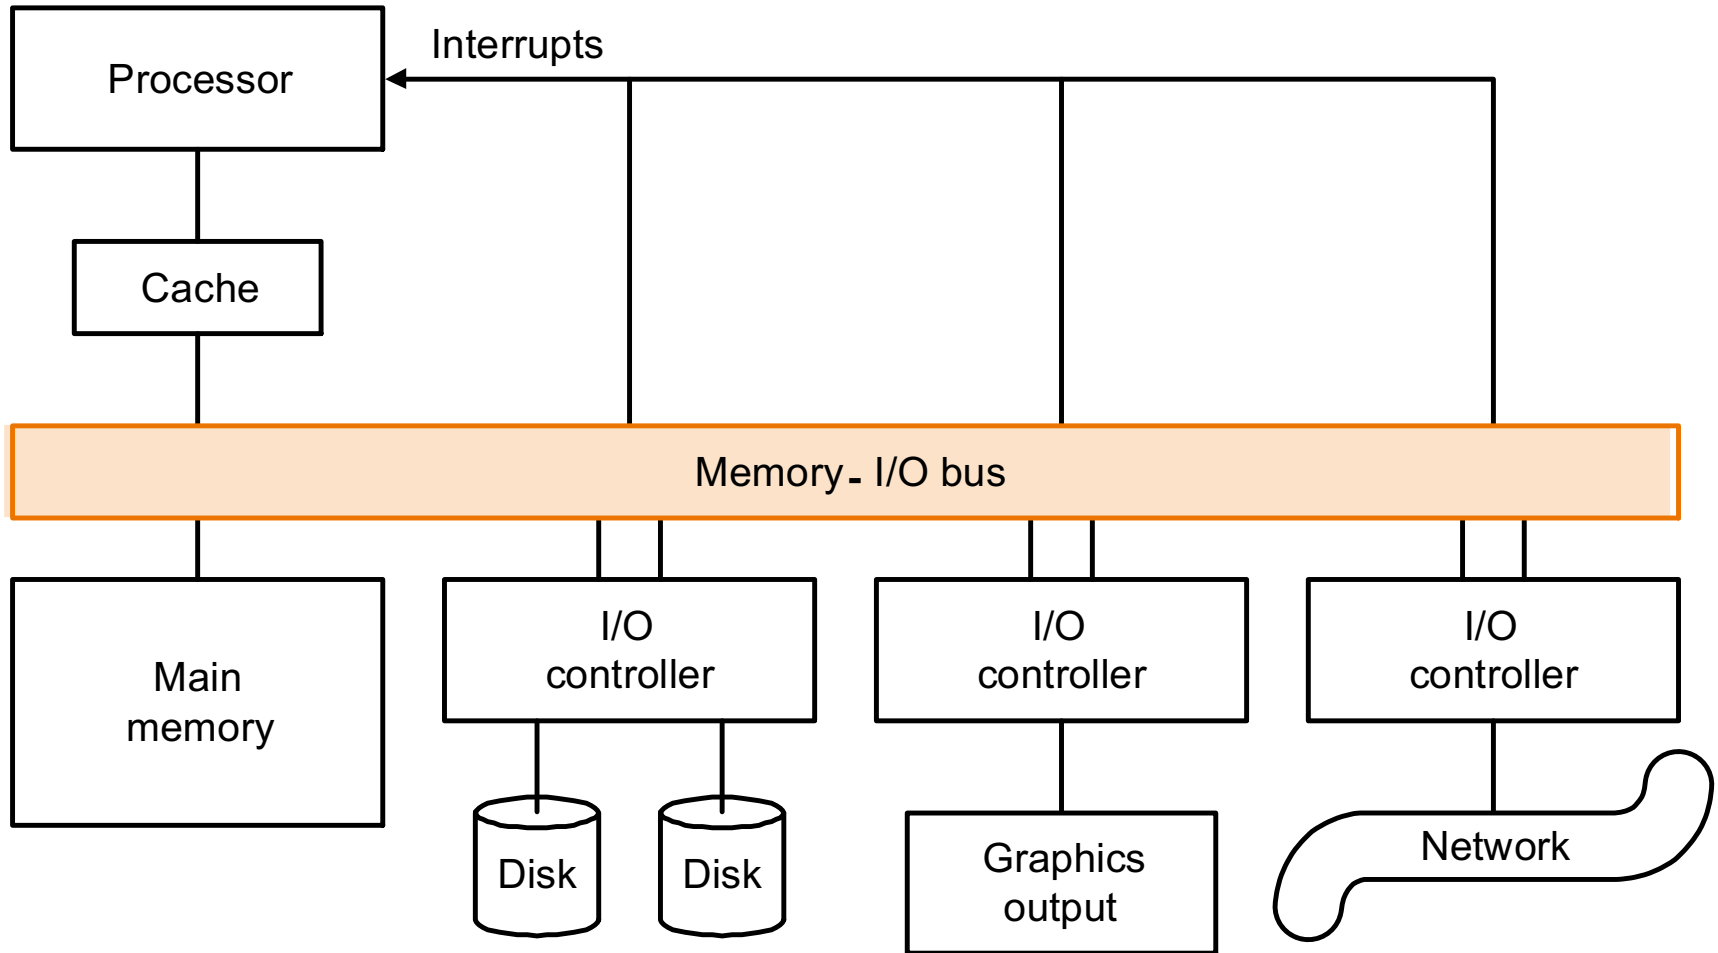 Interrupts
Processor
Cache
Memory - I/O bus
Main
memory
I/O
controller
I/O
controller
I/O
controller
Disk
Disk
Graphics
output
Network